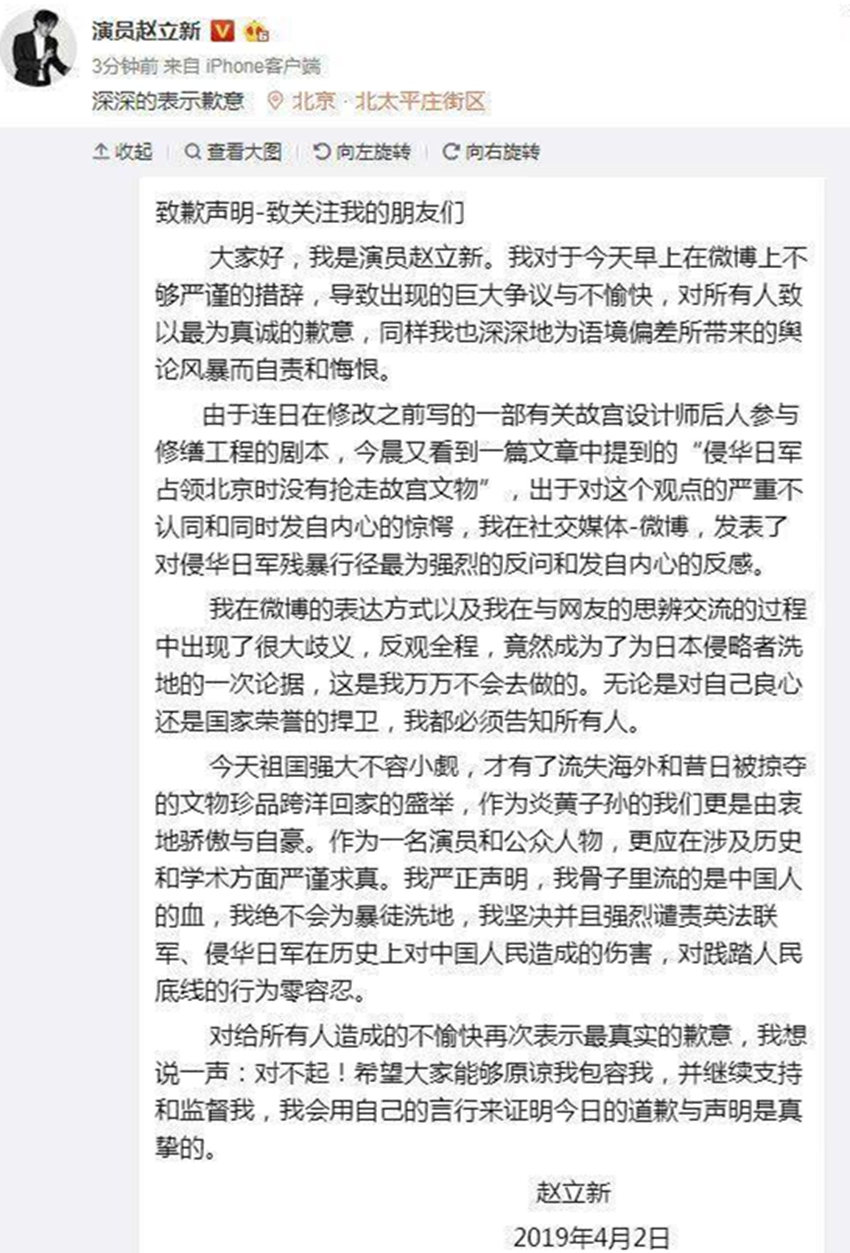 演员赵立新
3分钟前 来自 iPhone客户端
深深的表示歉意 北京 · 北太平庄街区
收起 查看大图 向左旋转 向右旋转
致歉声明-致关注我的朋友们
大家好，我是演员赵立新。我对于今天早上在微博上不
够严谨的措辞，导致出现的巨大争议与不愉快，对所有人致
以最为真诚的歉意，同样我也深深地为语境偏差所带来的舆
论风暴而自责和悔恨。
由于连日在修改之前写的一部有关故宫设计师后人参与
修缮工程的剧本，今晨又看到一篇文章中提到的“侵华日军
占领北京时没有抢走故宫文物”，出于对这个观点的严重不
认同和同时发自内心的惊愕，我在社交媒体-微博，发表了
对侵华日军残暴行径最为强烈的反问和发自内心的反感。
我在微博的表达方式以及我在与网友的思辨交流的过程
中出现了很大歧义，反观全程，竟然成为了为日本侵略者洗
地的一次论据，这是我万万不会去做的。无论是对自己良心
还是国家荣誉的捍卫，我都必须告知所有人。
今天祖国强大不容小觑，才有了流失海外和昔日被掠夺
的文物珍品跨洋回家的盛举，作为炎黄子孙的我们更是由衷
地骄傲与自豪。作为一名演员和公众人物，更应在涉及历史
和学术方面严谨求真。我严正声明，我骨子里流的是中国人
的血，我绝不会为暴徒洗地，我坚决并且强烈谴责英法联
军、侵华日军在历史上对中国人民造成的伤害，对践踏人民
底线的行为零容忍。
对给所有人造成的不愉快再次表示最真实的歉意，我想
说一声：对不起！希望大家能够原谅我包容我，并继续支持
和监督我，我会用自己的言行来证明今日的道歉与声明是真
挚的。
赵立新
2019年4月2日